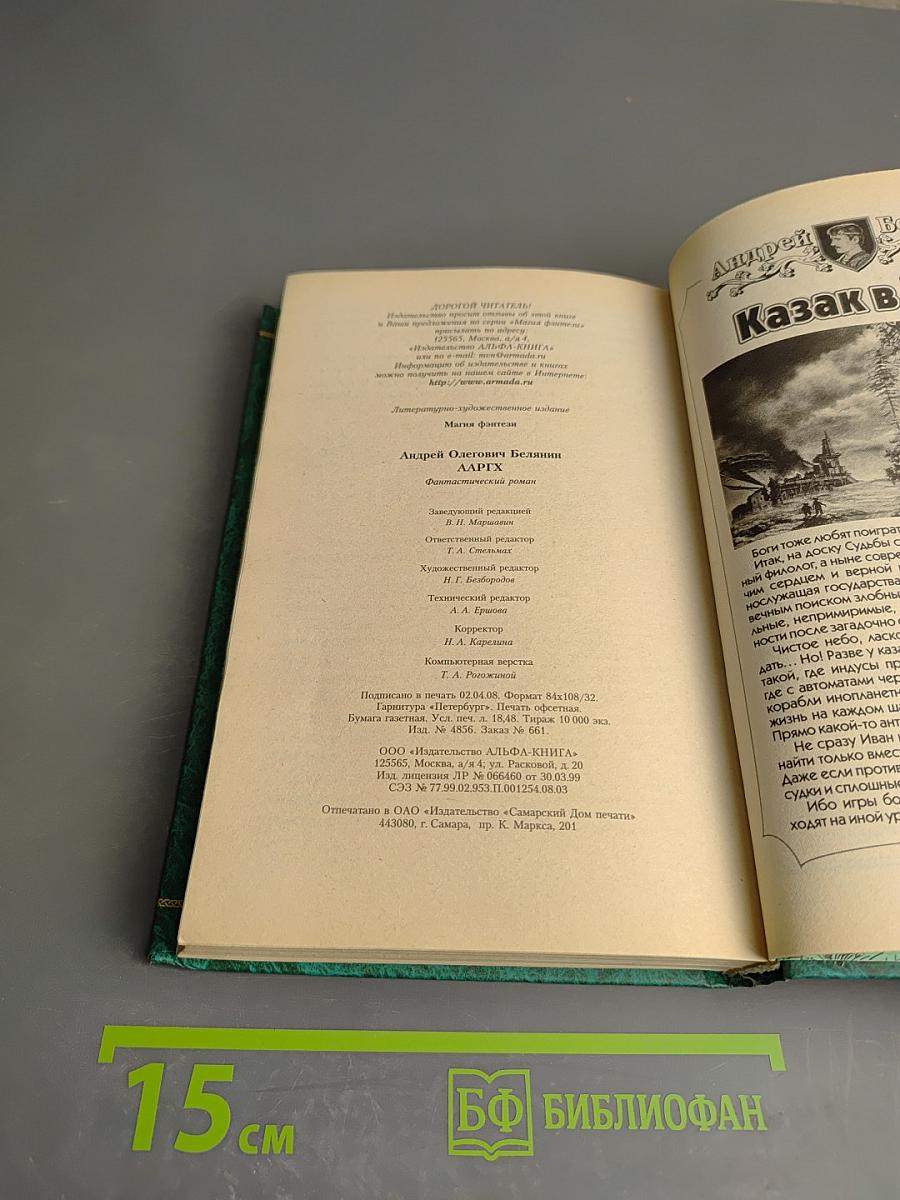 ДОРОГОЙ ЧИТАТЕЛЬ!
Издательство просит отзывы об этой книге
и Ваши предложения по серии «Магия фэнтези»
присылать по адресу:
125565, Москва, а/я 4,
«Издательство АЛЬФА-КНИГА»
или по e-mail: mvn@armada.ru
Информацию об издательстве и книгах
можно получить на нашем сайте в Интернете:
http://www.armada.ru
Литературно-художественное издание
Магия фэнтези
Андрей Олегович Белянин
ААРГХ
Фантастический роман
Заведующий редакцией
В. Н. Маршавин
Ответственный редактор
Т. А. Стельмах
Художественный редактор
Н. Г. Безбородов
Технический редактор
А. А. Ершова
Корректор
Н. А. Карелина
Компьютерная верстка
Т. А. Рогожиной
Подписано в печать 02.04.08. Формат 84х108/32.
Гарнитура «Петербург». Печать офсетная.
Бумага газетная. Усл. печ. л. 18,48. Тираж 10 000 экз.
Изд. № 4856. Заказ № 661.
ООО «Издательство АЛЬФА-КНИГА»
125565, Москва, а/я 4; ул. Расковой, д. 20
Изд. лицензия ЛР № 066460 от 30.03.99
СЭЗ № 77.99.02.953.П.001254.08.03
Отпечатано в ОАО «Издательство «Самарский Дом печати»
443080, г. Самара, пр. К. Маркса, 201
Андрей Бе
Казак в
Боги тоже любят поиграт
Итак, на доску Судьбы с
ный филолог, а ныне совре
чим сердцем и верной
нослужащая государства
вечным поиском злобны
льные, непримиримые,
ности после загадочно
Чистое небо, ласко
дать... Но! Разве у каза
такой, где индусы пр
где с автоматами чер
корабли инопланетн
жизнь на каждом ша
Прямо какой-то ант
Не сразу Иван
найти только вмес
Даже если против
судки и сплошные
Ибо игры бо
ходят на иной ур
15 см
БФ БИБЛИОФАН